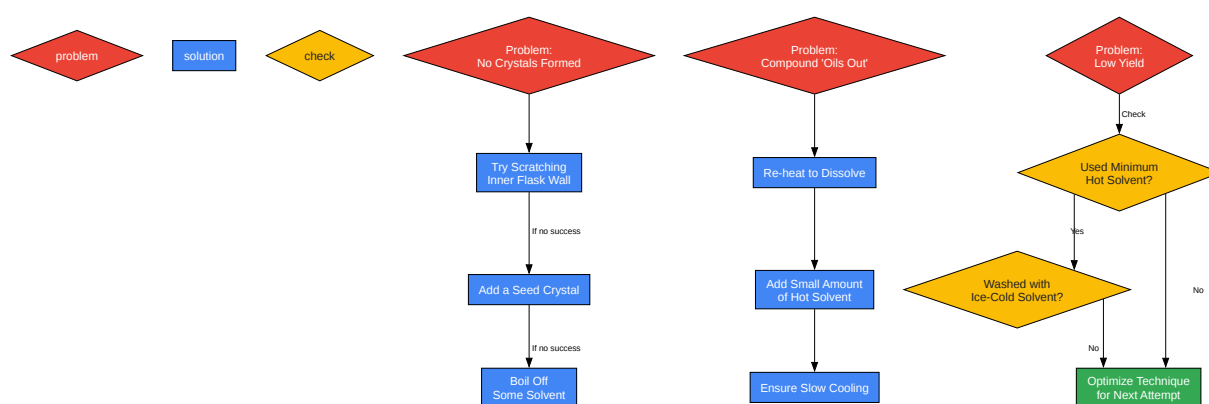 problem
solution
check
Problem:
No Crystals Formed
Problem:
Compound 'Oils Out'
Problem:
Low Yield
Check
Try Scratching
Inner Flask Wall
Re-heat to Dissolve
Used Minimum
Hot Solvent?
If no success
Yes
Add a Seed Crystal
Add Small Amount
of Hot Solvent
Washed with
Ice-Cold Solvent?
No
If no success
No
Boil Off
Some Solvent
Ensure Slow Cooling
Optimize Technique
for Next Attempt